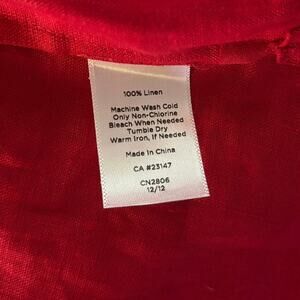 100% Linen
Machine Wash Cold
Only Non-Chlorine
Bleach When Needed
Tumble Dry
Warm Iron, If Needed
Made In China
CA #23147
CN2806
12/12